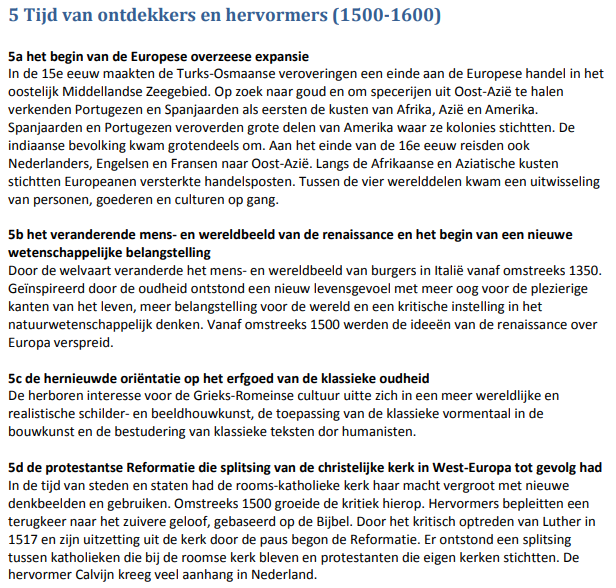 5 Tijd van ontdekkers en hervormers (1500-1600)
5a het begin van de Europese overzeese expansie
In de 15e eeuw maakten de Turks-Osmaanse veroveringen een einde aan de Europese handel in het
oostelijk Middellandse Zeegebied. Op zoek naar goud en om specerijen uit Oost-Azië te halen
verkenden Portugezen en Spanjaarden als eersten de kusten van Afrika, Azië en Amerika.
Spanjaarden en Portugezen veroverden grote delen van Amerika waar ze kolonies stichtten. De
indiaanse bevolking kwam grotendeels om. Aan het einde van de 16e eeuw reisden ook
Nederlanders, Engelsen en Fransen naar Oost-Azië. Langs de Afrikaanse en Aziatische kusten
stichtten Europeanen versterkte handelsposten. Tussen de vier werelddelen kwam een uitwisseling
van personen, goederen en culturen op gang.
5b het veranderende mens- en wereldbeeld van de renaissance en het begin van een nieuwe
wetenschappelijke belangstelling
Door de welvaart veranderde het mens- en wereldbeeld van burgers in Italië vanaf omstreeks 1350.
Geïnspireerd door de oudheid ontstond een nieuw levensgevoel met meer oog voor de plezierige
kanten van het leven, meer belangstelling voor de wereld en een kritische instelling in het
natuurwetenschappelijk denken. Vanaf omstreeks 1500 werden de ideeën van de renaissance over
Europa verspreid.
5c de hernieuwde oriëntatie op het erfgoed van de klassieke oudheid
De herboren interesse voor de Grieks-Romeinse cultuur uitte zich in een meer wereldlijke en
realistische schilder- en beeldhouwkunst, de toepassing van de klassieke vormentaal in de
bouwkunst en de bestudering van klassieke teksten dor humanisten.
5d de protestantse Reformatie die splitsing van de christelijke kerk in West-Europa tot gevolg had
In de tijd van steden en staten had de rooms-katholieke kerk haar macht vergroot met nieuwe
denkbeelden en gebruiken. Omstreeks 1500 groeide de kritiek hierop. Hervormers bepleitten een
terugkeer naar het zuivere geloof, gebaseerd op de Bijbel. Door het kritisch optreden van Luther in
1517 en zijn uitzetting uit de kerk door de paus begon de Reformatie. Er ontstond een splitsing
tussen katholieken die bij de roomse kerk bleven en protestanten die eigen kerken stichtten. De
hervormer Calvijn kreeg veel aanhang in Nederland.